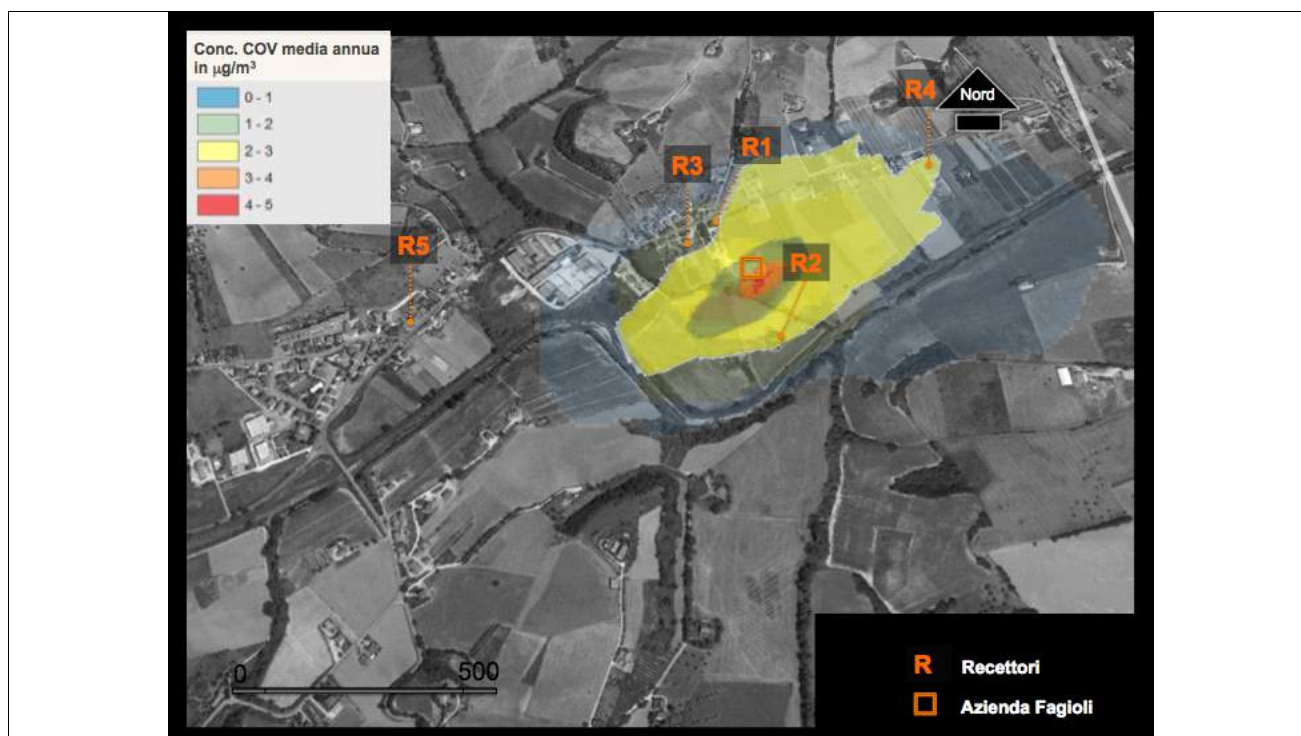 Conc. COV media annua
in µg/m³
0 - 1
1 - 2
2 - 3
3 - 4
4 - 5
R4
Nord
R1
R3
R5
R2
0 500
R Recettori
Azienda Fagioli